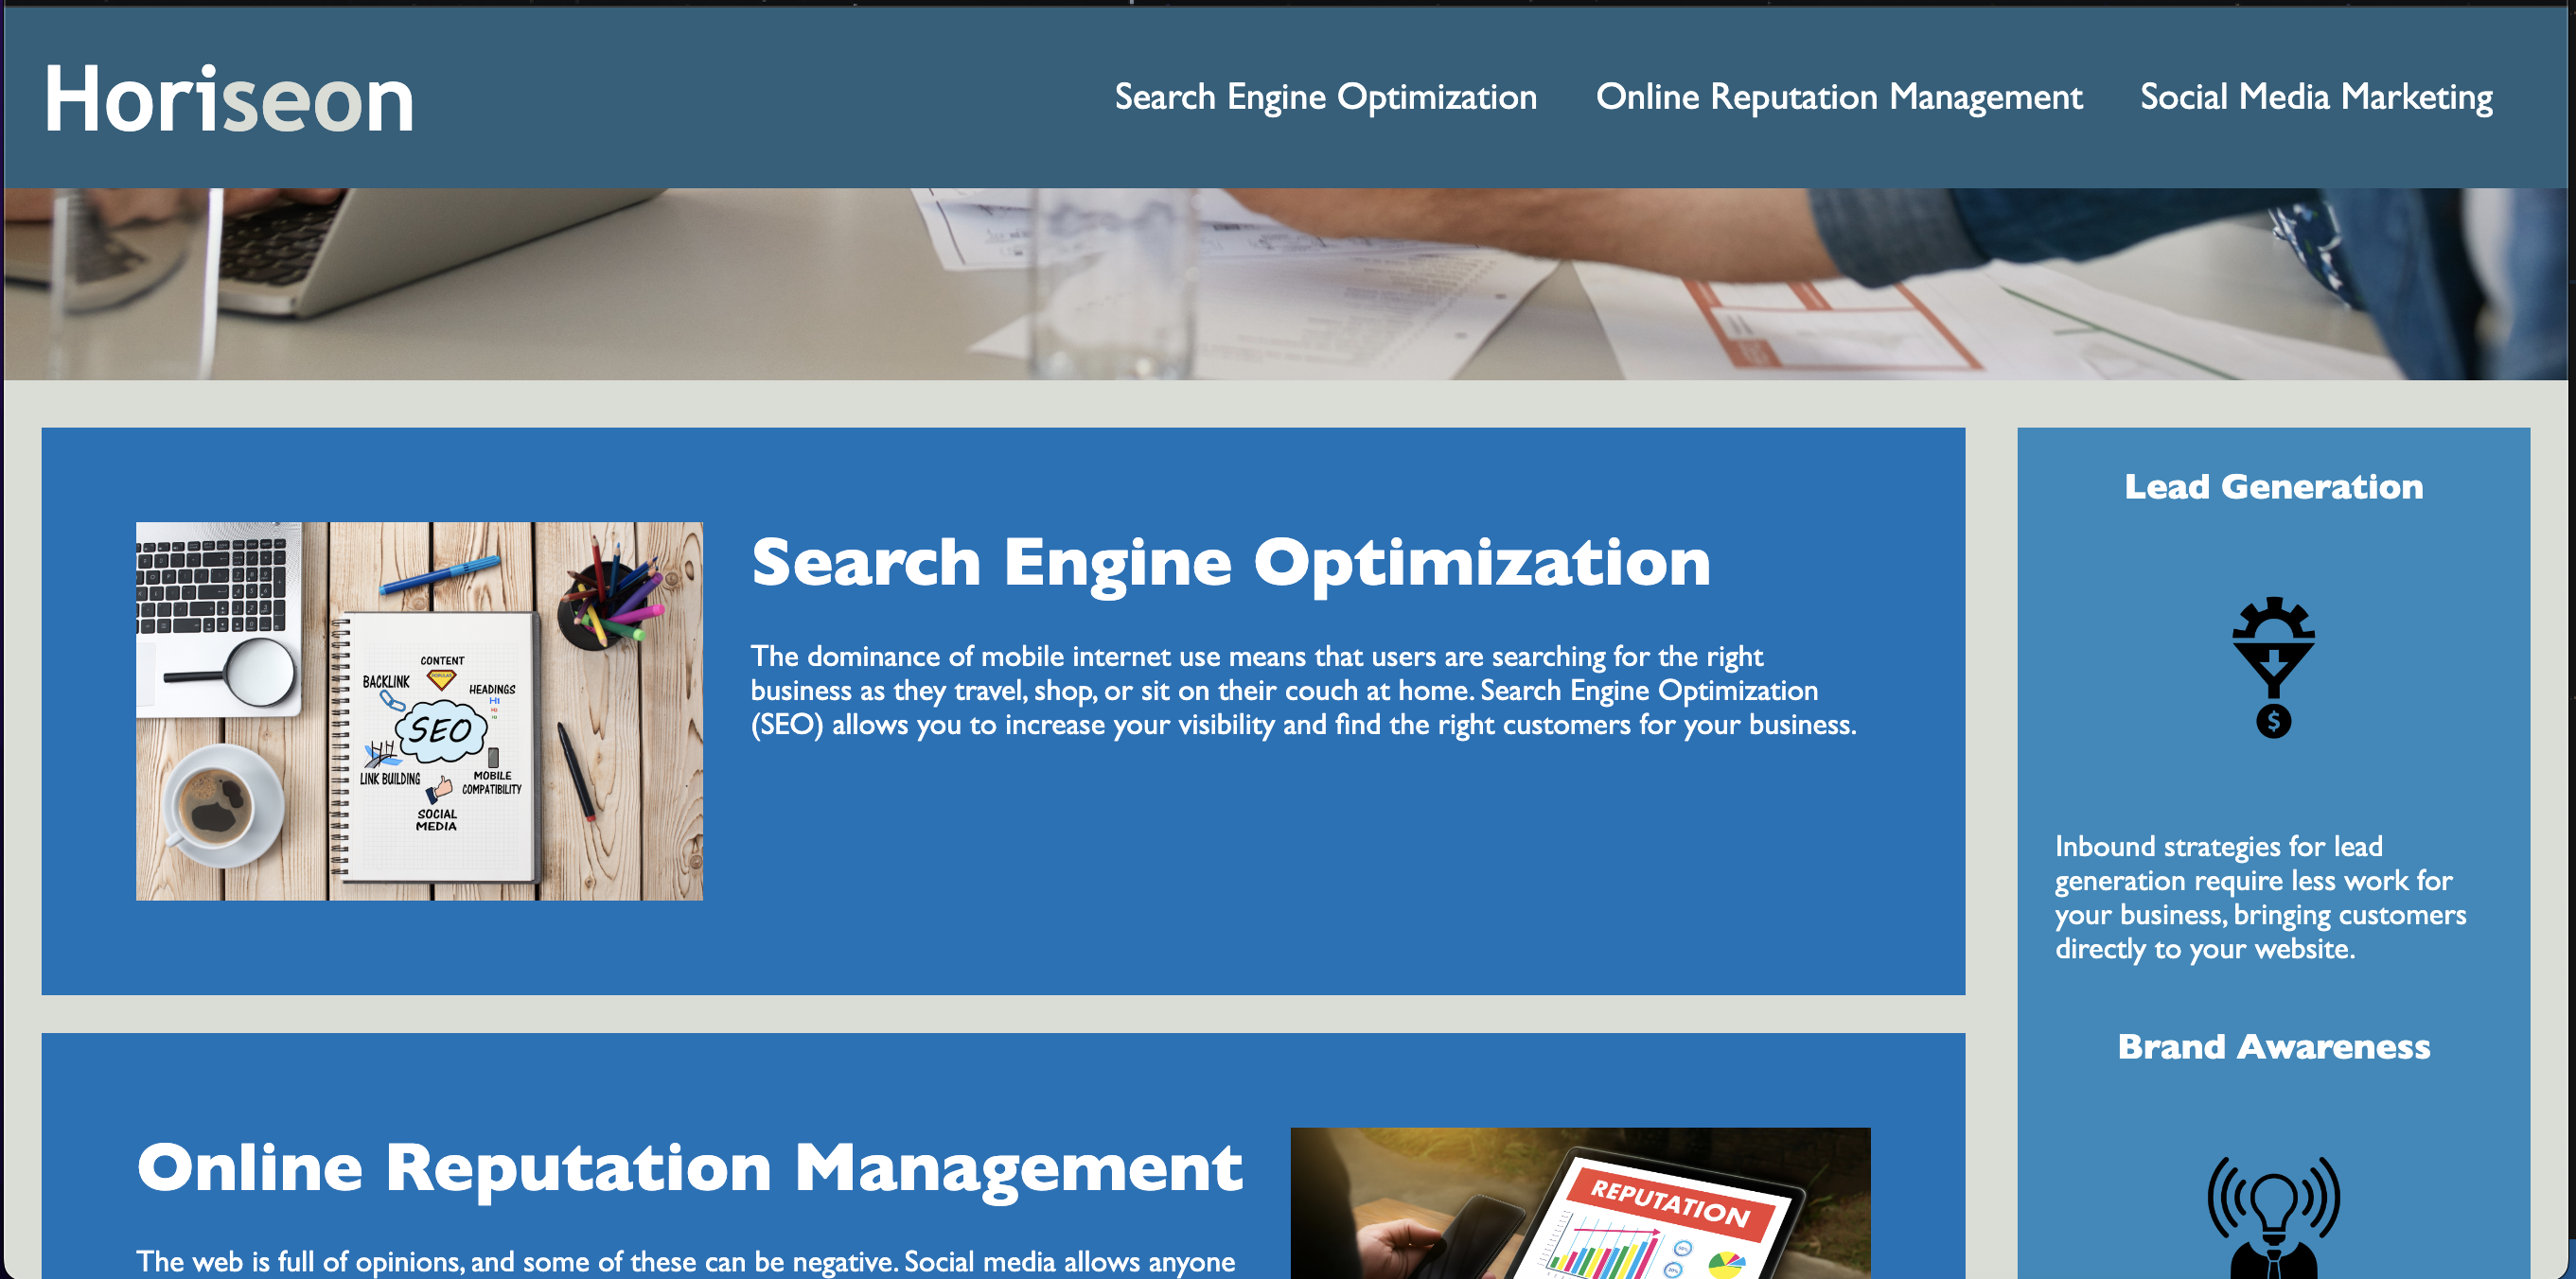 Horiseon
Search Engine Optimization
Online Reputation Management
Social Media Marketing
Search Engine Optimization
The dominance of mobile internet use means that users are searching for the right
business as they travel, shop, or sit on their couch at home. Search Engine Optimization
(SEO) allows you to increase your visibility and find the right customers for your business.
CONTENT
BACKLINK
HEADINGS
H1
SEO
LINK BUILDING
MOBILE
COMPATIBILITY
SOCIAL
MEDIA
Online Reputation Management
The web is full of opinions, and some of these can be negative. Social media allows anyone
REPUTATION
Lead Generation
$
Inbound strategies for lead
generation require less work for
your business, bringing customers
directly to your website.
Brand Awareness